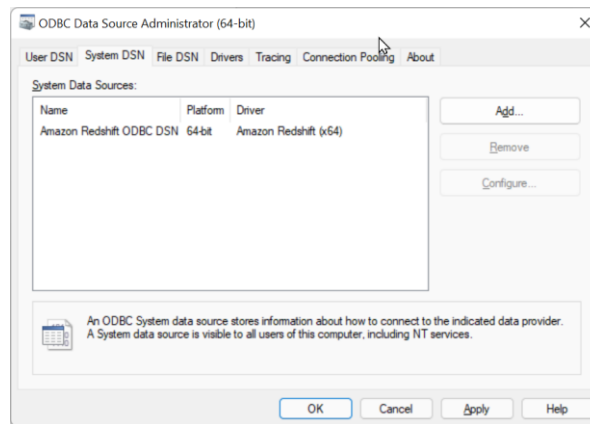 ODBC Data Source Administrator (64-bit)
User DSN System DSN File DSN Drivers Tracing Connection Pooling About
System Data Sources:
Name Platform Driver
Amazon Redshift ODBC DSN 64-bit Amazon Redshift (x64)
Add...
Remove
Configure...
An ODBC System data source stores information about how to connect to the indicated data provider.
A System data source is visible to all users of this computer, including NT services.
OK Cancel Apply Help